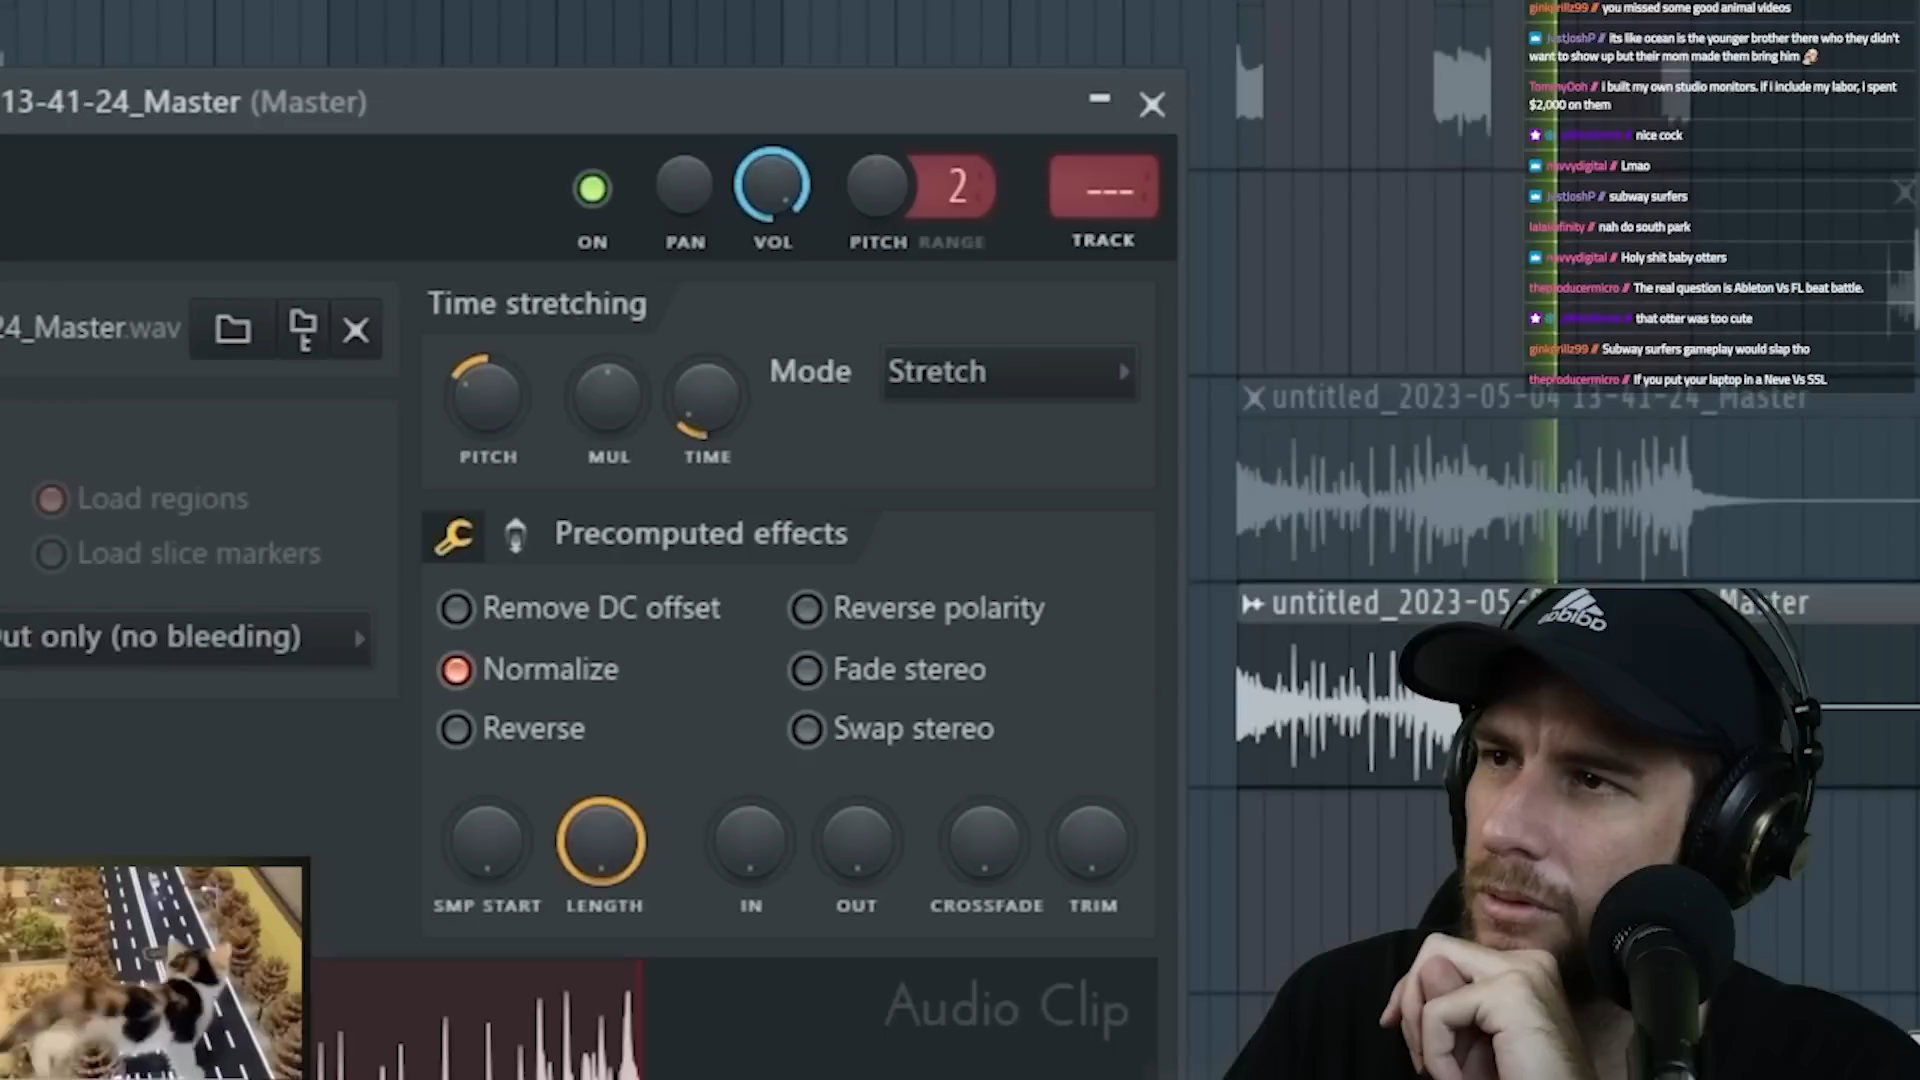 13-41-24_Master (Master)
ON
PAN
VOL
PITCH RANGE
2
---
TRACK
24_Master.wav
Time stretching
PITCH
MUL
TIME
Mode
Stretch
Load regions
Load slice markers
Out only (no bleeding)
Precomputed effects
Remove DC offset
Reverse polarity
Normalize
Fade stereo
Reverse
Swap stereo
SMP START
LENGTH
IN
OUT
CROSSFADE
TRIM
Audio Clip
you missed some good animal videos
JustJoshP // its like ocean is the younger brother there who they didn't
want to show up but their mom made them bring him
TommyOoh // i built my own studio monitors. if i include my labor, i spent
$2,000 on them
nice cock
// Lmao
JustJoshP // subway surfers
// nah do south park
// Holy shit baby otters
theproducermicro // The real question is Ableton Vs FL beat battle.
that otter was too cute
// Subway surfers gameplay would slap tho
theproducermicro // If you put your laptop in a Neve Vs SSL
untitled_2023-05-04 13-41-24_Master
untitled_2023-05- Master
adidas